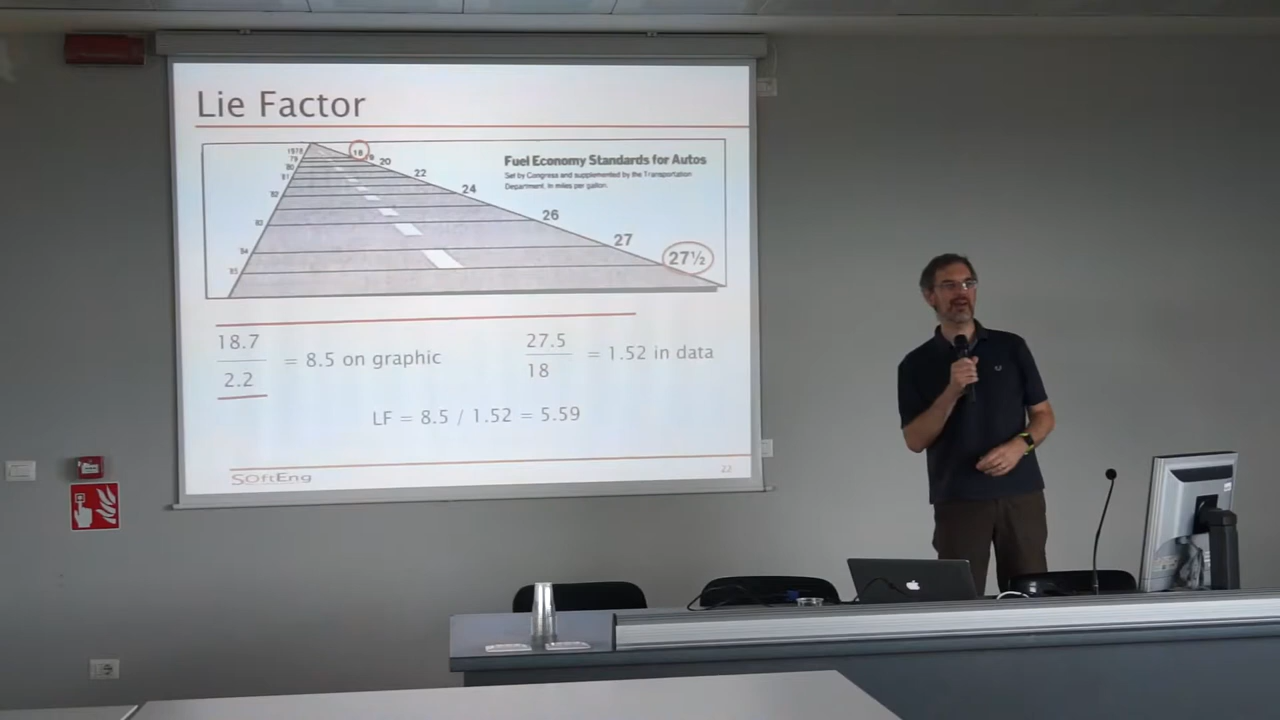 Lie Factor
1978
79
80
81
82
83
84
85
18
19
20
22
24
26
27
27½
Fuel Economy Standards for Autos
Set by Congress and supplemented by the Transportation
Department. In miles per gallon.
18.7
2.2
= 8.5 on graphic
27.5
18
= 1.52 in data
LF = 8.5 / 1.52 = 5.59
SOftEng
22